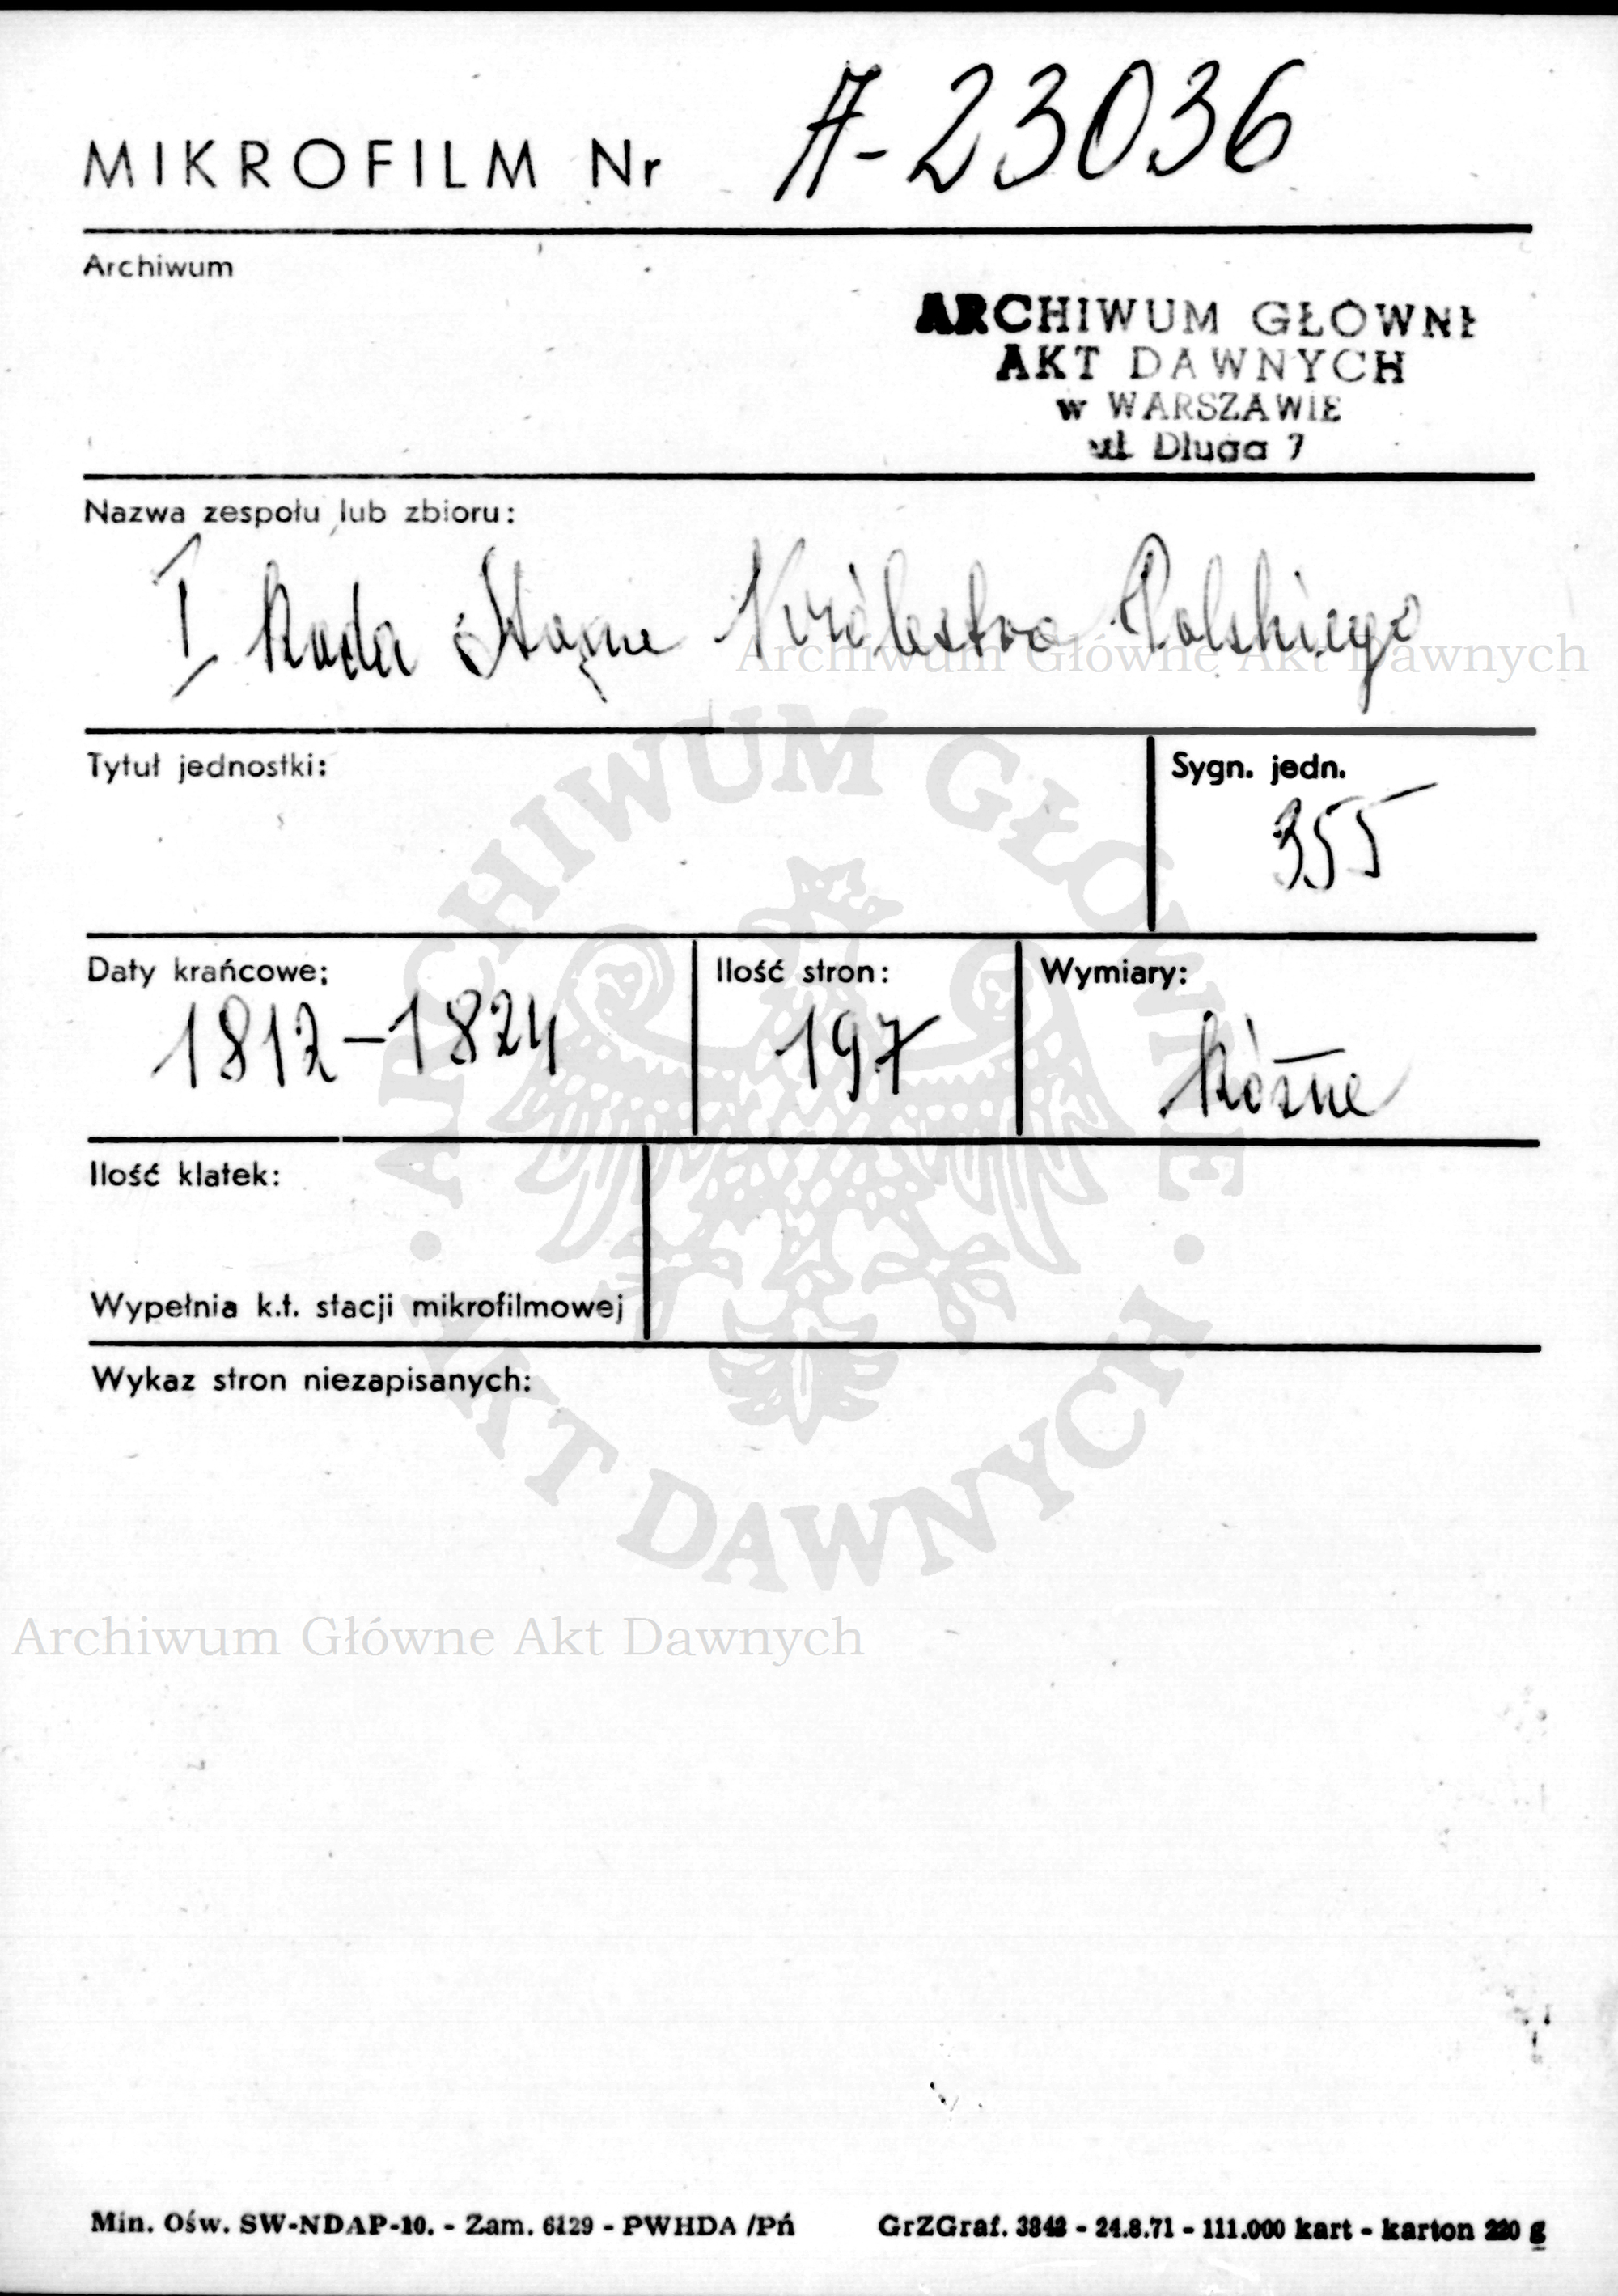 MIKROFILM Nr A-23036
Archiwum
ARCHIWUM GŁÓWNE
AKT DAWNYCH
w WARSZAWIE
ul. Długa 7
Nazwa zespołu lub zbioru:
I Rada Stanu Królestwa Polskiego
Archiwum Główne Akt Dawnych
Tytuł jednostki:
Sygn. jedn.
355
Daty krańcowe:
1812-1824
Ilość stron:
197
Wymiary:
Różne
Ilość klatek:
Wypełnia k.t. stacji mikrofilmowej
Wykaz stron niezapisanych:
ARCHIWUM GŁÓWNE · AKT DAWNYCH ·
Archiwum Główne Akt Dawnych
Min. Ośw. SW-NDAP-10. - Zam. 6129 - PWHDA /Pń
GrZGraf. 3842 - 24.8.71 - 111.000 kart - karton 220 g